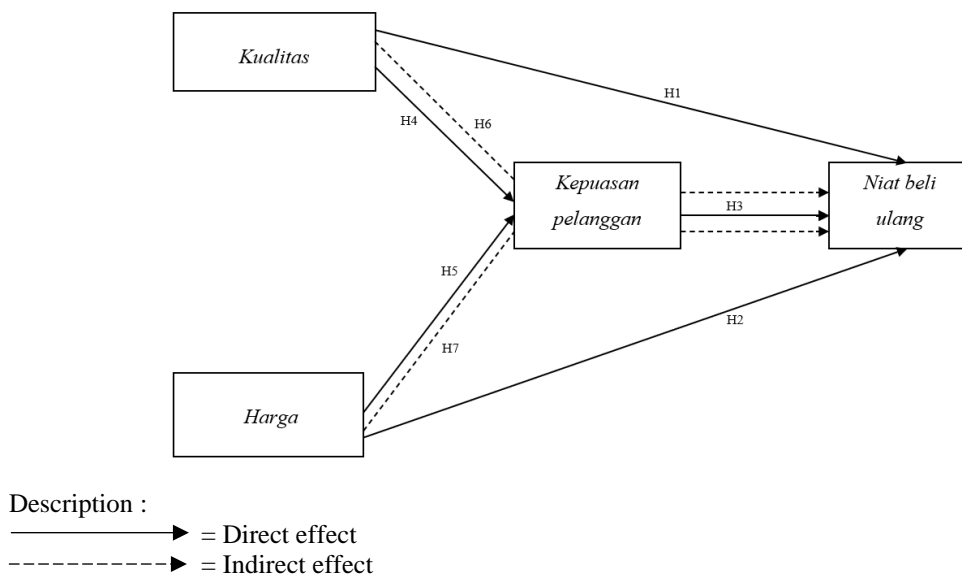 Kualitas
H1
H4
H6
Kepuasan
pelanggan
Niat beli
ulang
H3
H5
H7
H2
Harga
Description :
= Direct effect
= Indirect effect